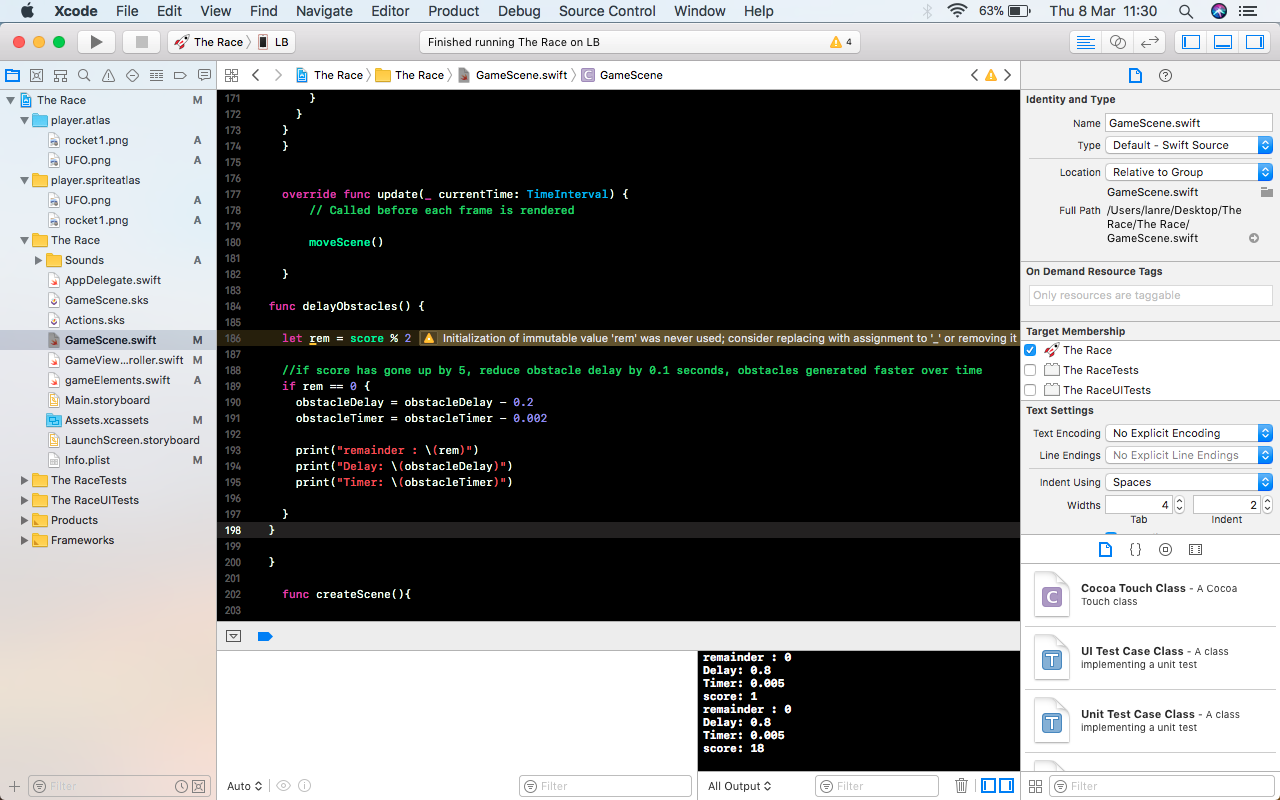 Xcode File Edit View Find Navigate Editor Product Debug Source Control Window Help 63% Thu 8 Mar 11:30
The Race LB Finished running The Race on LB 4
The Race The Race GameScene.swift C GameScene
The Race M
player.atlas
rocket1.png A
UFO.png A
player.spriteatlas
UFO.png A
rocket1.png A
The Race
Sounds A
AppDelegate.swift
GameScene.sks
Actions.sks
GameScene.swift M
GameView...roller.swift M
gameElements.swift A
Main.storyboard
Assets.xcassets M
LaunchScreen.storyboard
Info.plist M
The RaceTests
The RaceUITests
Products
Frameworks
Filter
171 }
172 }
173 }
174 }
175
176
177 override func update(_ currentTime: TimeInterval) {
178 // Called before each frame is rendered
179
180 moveScene()
181
182 }
183
184 func delayObstacles() {
185
186 let rem = score % 2 Initialization of immutable value 'rem' was never used; consider replacing with assignment to '_' or removing it
187
188 //if score has gone up by 5, reduce obstacle delay by 0.1 seconds, obstacles generated faster over time
189 if rem == 0 {
190 obstacleDelay = obstacleDelay - 0.2
191 obstacleTimer = obstacleTimer - 0.002
192
193 print("remainder : \(rem)")
194 print("Delay: \(obstacleDelay)")
195 print("Timer: \(obstacleTimer)")
196
197 }
198 }
199
200 }
201
202 func createScene(){
203
Auto Filter
remainder : 0
Delay: 0.8
Timer: 0.005
score: 1
remainder : 0
Delay: 0.8
Timer: 0.005
score: 18
All Output Filter
Identity and Type
Name GameScene.swift
Type Default - Swift Source
Location Relative to Group
GameScene.swift
Full Path /Users/lanre/Desktop/The
Race/The Race/
GameScene.swift
On Demand Resource Tags
Only resources are taggable
Target Membership
The Race
The RaceTests
The RaceUITests
Text Settings
Text Encoding No Explicit Encoding
Line Endings No Explicit Line Endings
Indent Using Spaces
Widths 4 2
Tab Indent
{}
C Cocoa Touch Class - A Cocoa
Touch class
T UI Test Case Class - A class
implementing a unit test
T Unit Test Case Class - A class
implementing a unit test
Filter